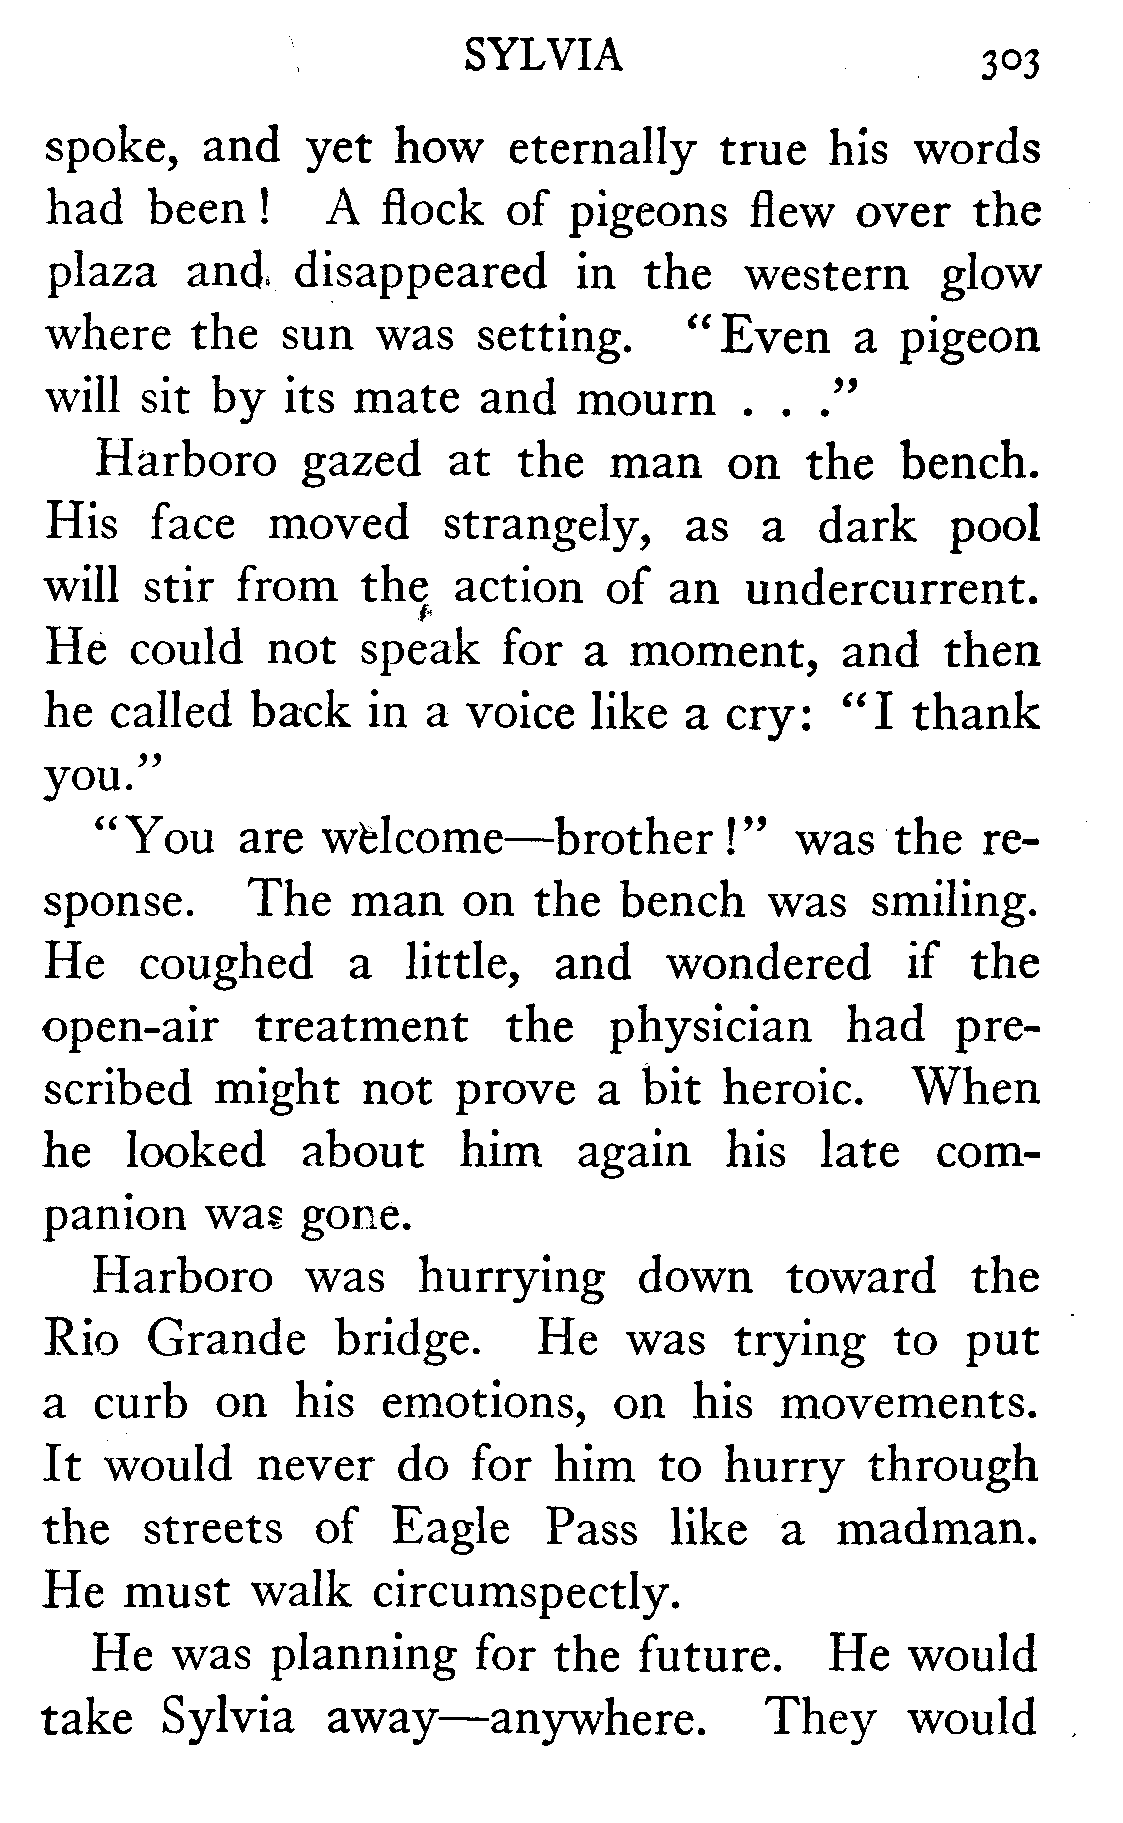 SYLVIA 303
spoke, and yet how eternally true his words
had been! A flock of pigeons flew over the
plaza and disappeared in the western glow
where the sun was setting. "Even a pigeon
will sit by its mate and mourn . . ."
Harboro gazed at the man on the bench.
His face moved strangely, as a dark pool
will stir from the action of an undercurrent.
He could not speak for a moment, and then
he called back in a voice like a cry: "I thank
you."
"You are welcome—brother!" was the re-
sponse. The man on the bench was smiling.
He coughed a little, and wondered if the
open-air treatment the physician had pre-
scribed might not prove a bit heroic. When
he looked about him again his late com-
panion was gone.
Harboro was hurrying down toward the
Rio Grande bridge. He was trying to put
a curb on his emotions, on his movements.
It would never do for him to hurry through
the streets of Eagle Pass like a madman.
He must walk circumspectly.
He was planning for the future. He would
take Sylvia away—anywhere. They would